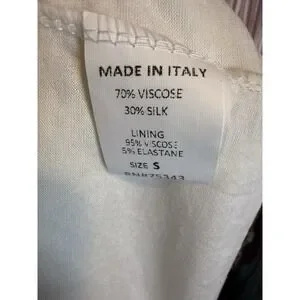 MADE IN ITALY
70% VISCOSE
30% SILK
LINING
95% VISCOSE
5% ELASTANE
SIZE S